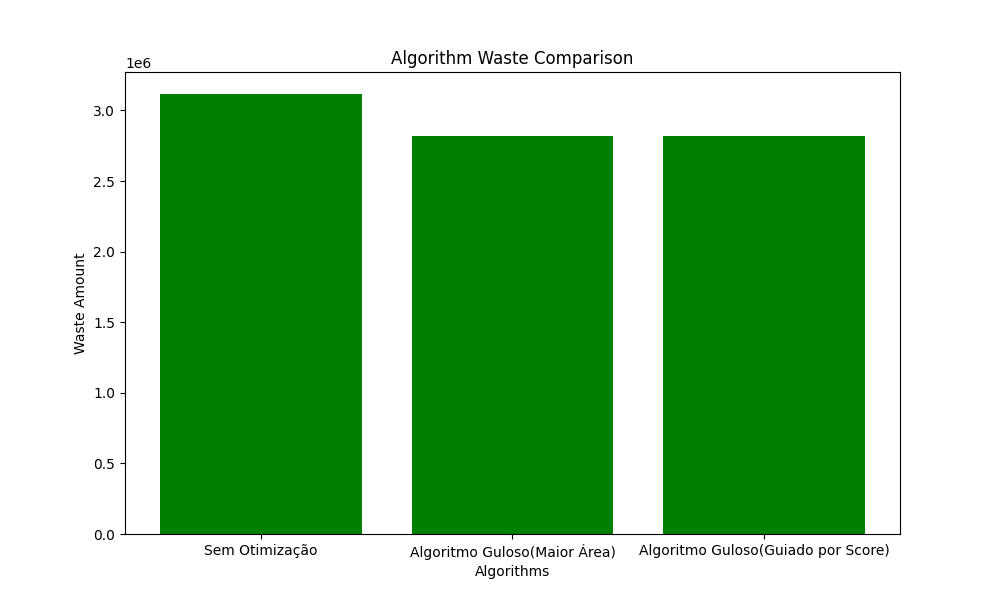 Algorithm Waste Comparison
1e6
3.0
2.5
2.0
1.5
1.0
0.5
0.0
Waste Amount
Sem Otimização
Algoritmo Guloso(Maior Área)
Algoritmo Guloso(Guiado por Score)
Algorithms